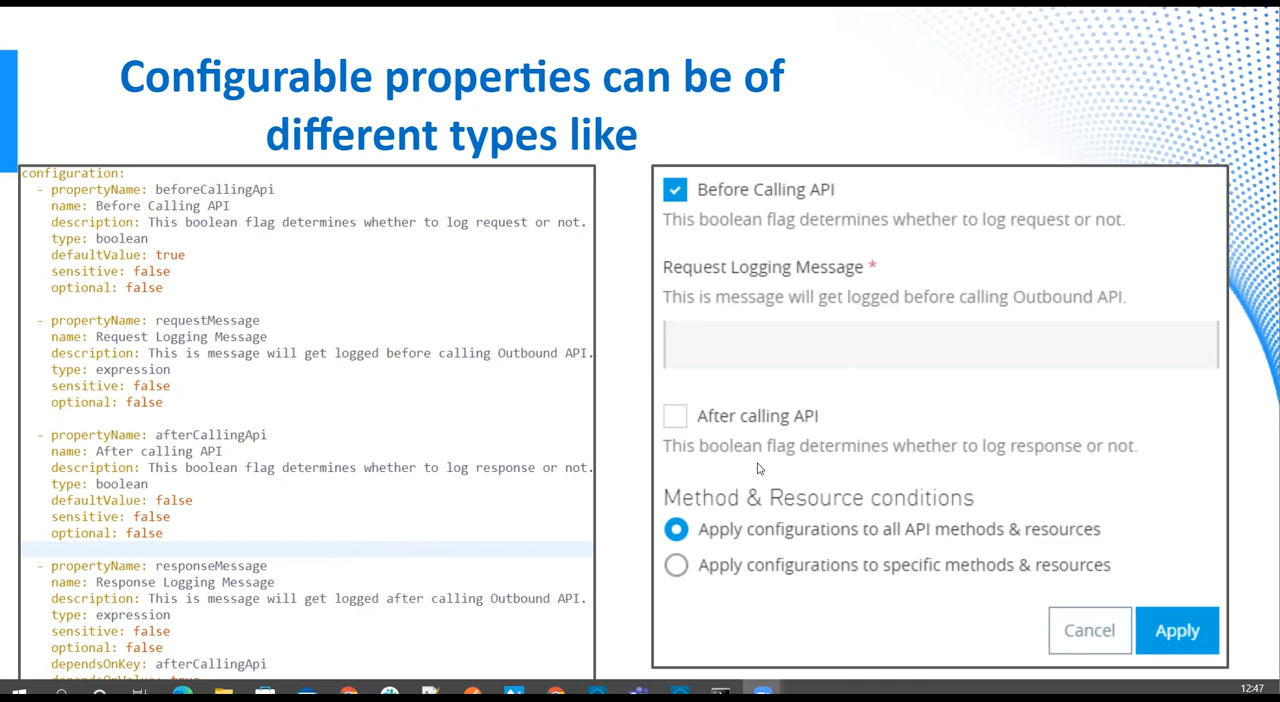 Configurable properties can be of
different types like
configuration:
- propertyName: beforeCallingApi
name: Before Calling API
description: This boolean flag determines whether to log request or not.
type: boolean
defaultValue: true
sensitive: false
optional: false
- propertyName: requestMessage
name: Request Logging Message
description: This is message will get logged before calling Outbound API.
type: expression
sensitive: false
optional: false
- propertyName: afterCallingApi
name: After calling API
description: This boolean flag determines whether to log response or not.
type: boolean
defaultValue: false
sensitive: false
optional: false
- propertyName: responseMessage
name: Response Logging Message
description: This is message will get logged after calling Outbound API.
type: expression
sensitive: false
optional: false
dependsOnKey: afterCallingApi
Before Calling API
This boolean flag determines whether to log request or not.
Request Logging Message *
This is message will get logged before calling Outbound API.
After calling API
This boolean flag determines whether to log response or not.
Method & Resource conditions
Apply configurations to all API methods & resources
Apply configurations to specific methods & resources
Cancel
Apply
12:47